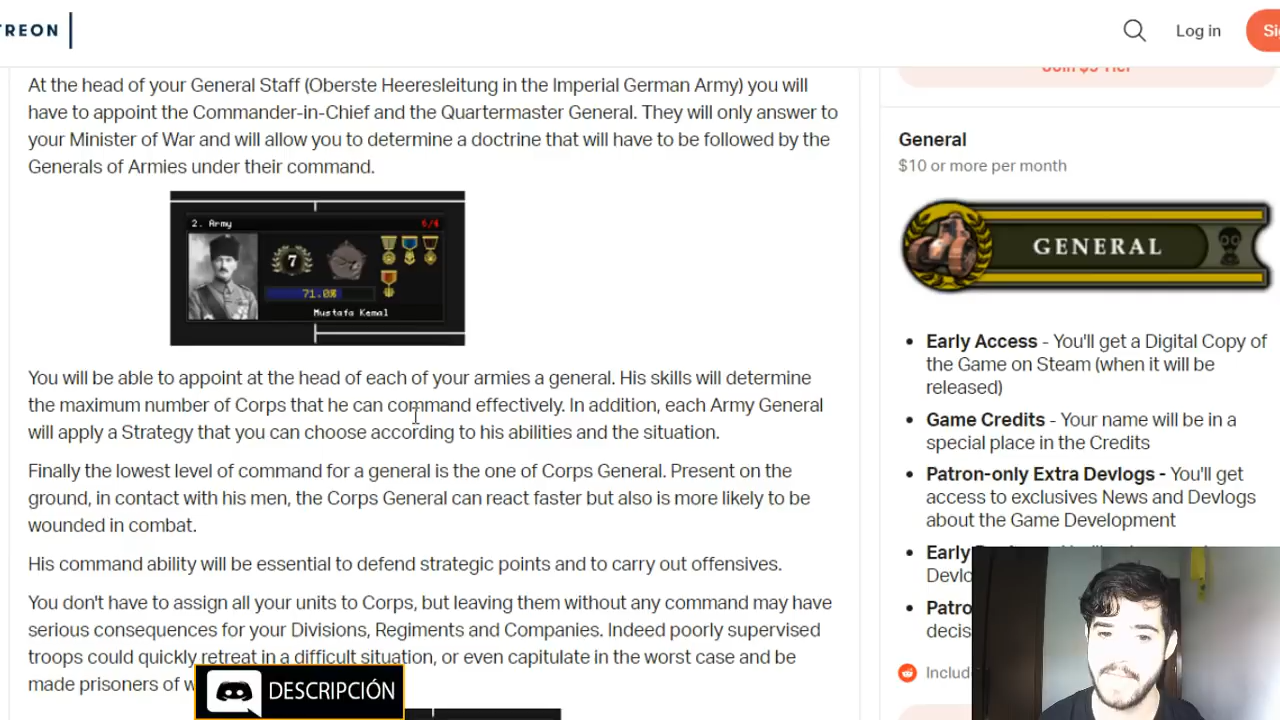 TREON
Log in
At the head of your General Staff (Oberste Heeresleitung in the Imperial German Army) you will
have to appoint the Commander-in-Chief and the Quartermaster General. They will only answer to
your Minister of War and will allow you to determine a doctrine that will have to be followed by the
Generals of Armies under their command.
2. Army
6/4
7
71.0%
Mustafa Kemal
You will be able to appoint at the head of each of your armies a general. His skills will determine
the maximum number of Corps that he can command effectively. In addition, each Army General
will apply a Strategy that you can choose according to his abilities and the situation.
Finally the lowest level of command for a general is the one of Corps General. Present on the
ground, in contact with his men, the Corps General can react faster but also is more likely to be
wounded in combat.
His command ability will be essential to defend strategic points and to carry out offensives.
You don't have to assign all your units to Corps, but leaving them without any command may have
serious consequences for your Divisions, Regiments and Companies. Indeed poorly supervised
troops could quickly retreat in a difficult situation, or even capitulate in the worst case and be
made prisoners of
DESCRIPCIÓN
General
$10 or more per month
GENERAL
Early Access - You'll get a Digital Copy of
the Game on Steam (when it will be
released)
Game Credits - Your name will be in a
special place in the Credits
Patron-only Extra Devlogs - You'll get
access to exclusives News and Devlogs
about the Game Development
Early
Devlo
Patro
decis
Includ